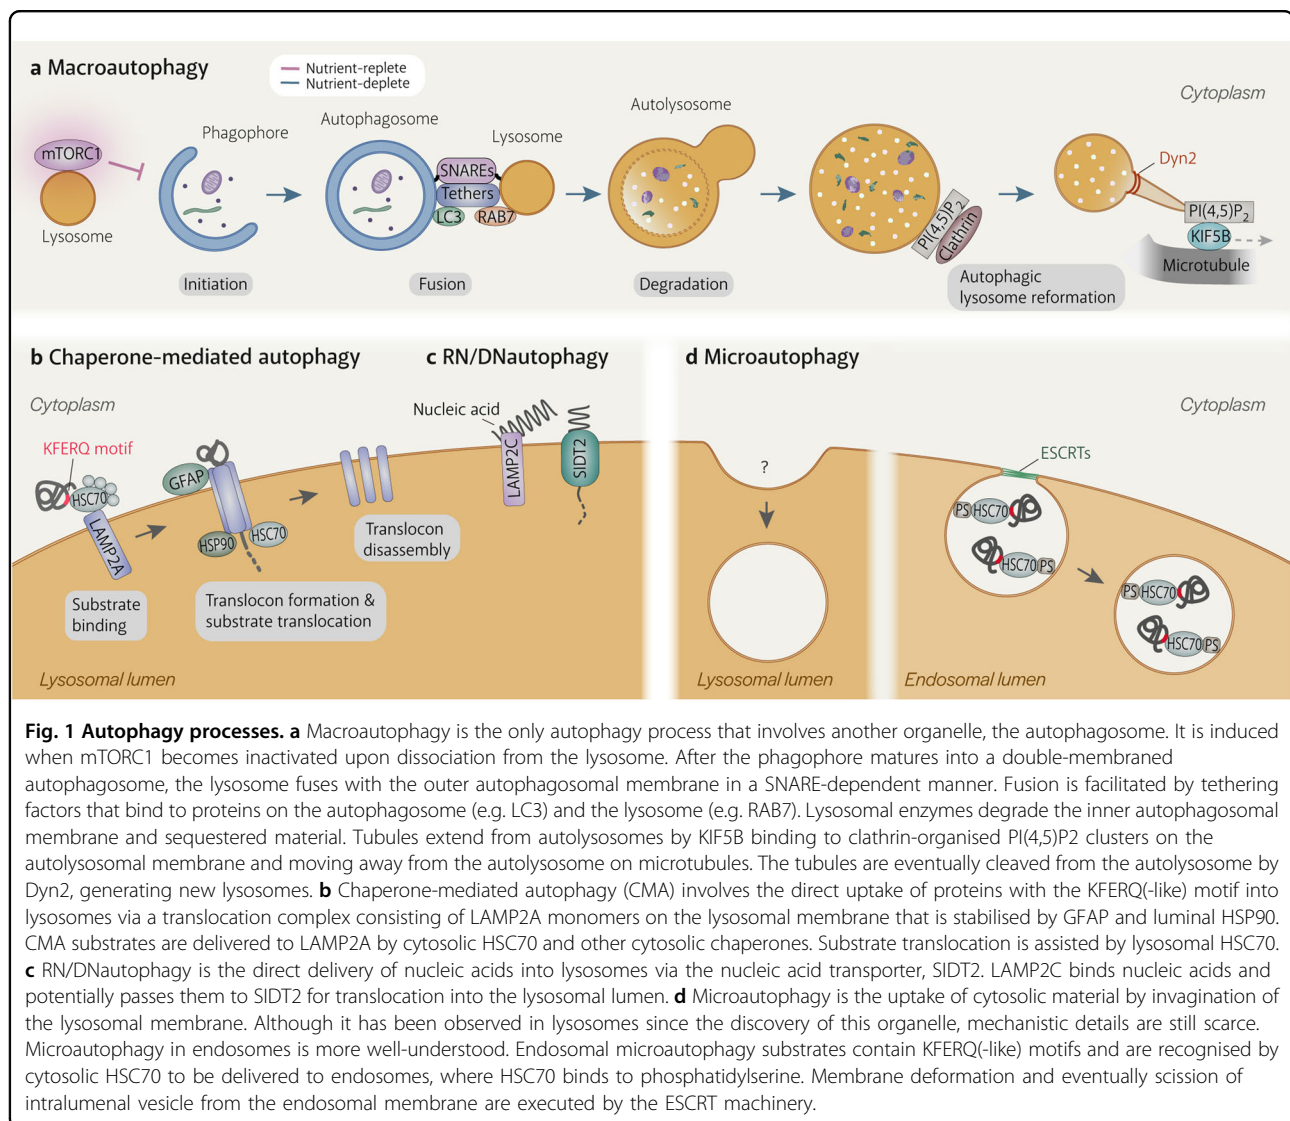 a Macroautophagy
Nutrient-replete
Nutrient-deplete
Cytoplasm
mTORC1
Lysosome
Phagophore
Initiation
Autophagosome
Lysosome
SNAREs
Tethers
LC3
RAB7
Fusion
Autolysosome
Degradation
PI(4,5)P2
Clathrin
Autophagic
lysosome reformation
Dyn2
PI(4,5)P2
KIF5B
Microtubule
b Chaperone-mediated autophagy
Cytoplasm
KFERQ motif
HSC70
LAMP2A
Substrate
binding
GFAP
HSP90
HSC70
Translocon formation &
substrate translocation
Translocon
disassembly
Lysosomal lumen
c RN/DNautophagy
Nucleic acid
LAMP2C
SIDT2
d Microautophagy
Cytoplasm
?
Lysosomal lumen
ESCRTs
PS HSC70
HSC70 PS
PS HSC70
HSC70 PS
Endosomal lumen
Fig. 1 Autophagy processes. a Macroautophagy is the only autophagy process that involves another organelle, the autophagosome. It is induced
when mTORC1 becomes inactivated upon dissociation from the lysosome. After the phagophore matures into a double-membraned
autophagosome, the lysosome fuses with the outer autophagosomal membrane in a SNARE-dependent manner. Fusion is facilitated by tethering
factors that bind to proteins on the autophagosome (e.g. LC3) and the lysosome (e.g. RAB7). Lysosomal enzymes degrade the inner autophagosomal
membrane and sequestered material. Tubules extend from autolysosomes by KIF5B binding to clathrin-organised PI(4,5)P2 clusters on the
autolysosomal membrane and moving away from the autolysosome on microtubules. The tubules are eventually cleaved from the autolysosome by
Dyn2, generating new lysosomes. b Chaperone-mediated autophagy (CMA) involves the direct uptake of proteins with the KFERQ(-like) motif into
lysosomes via a translocation complex consisting of LAMP2A monomers on the lysosomal membrane that is stabilised by GFAP and luminal HSP90.
CMA substrates are delivered to LAMP2A by cytosolic HSC70 and other cytosolic chaperones. Substrate translocation is assisted by lysosomal HSC70.
c RN/DNautophagy is the direct delivery of nucleic acids into lysosomes via the nucleic acid transporter, SIDT2. LAMP2C binds nucleic acids and
potentially passes them to SIDT2 for translocation into the lysosomal lumen. d Microautophagy is the uptake of cytosolic material by invagination of
the lysosomal membrane. Although it has been observed in lysosomes since the discovery of this organelle, mechanistic details are still scarce.
Microautophagy in endosomes is more well-understood. Endosomal microautophagy substrates contain KFERQ(-like) motifs and are recognised by
cytosolic HSC70 to be delivered to endosomes, where HSC70 binds to phosphatidylserine. Membrane deformation and eventually scission of
intralumenal vesicle from the endosomal membrane are executed by the ESCRT machinery.